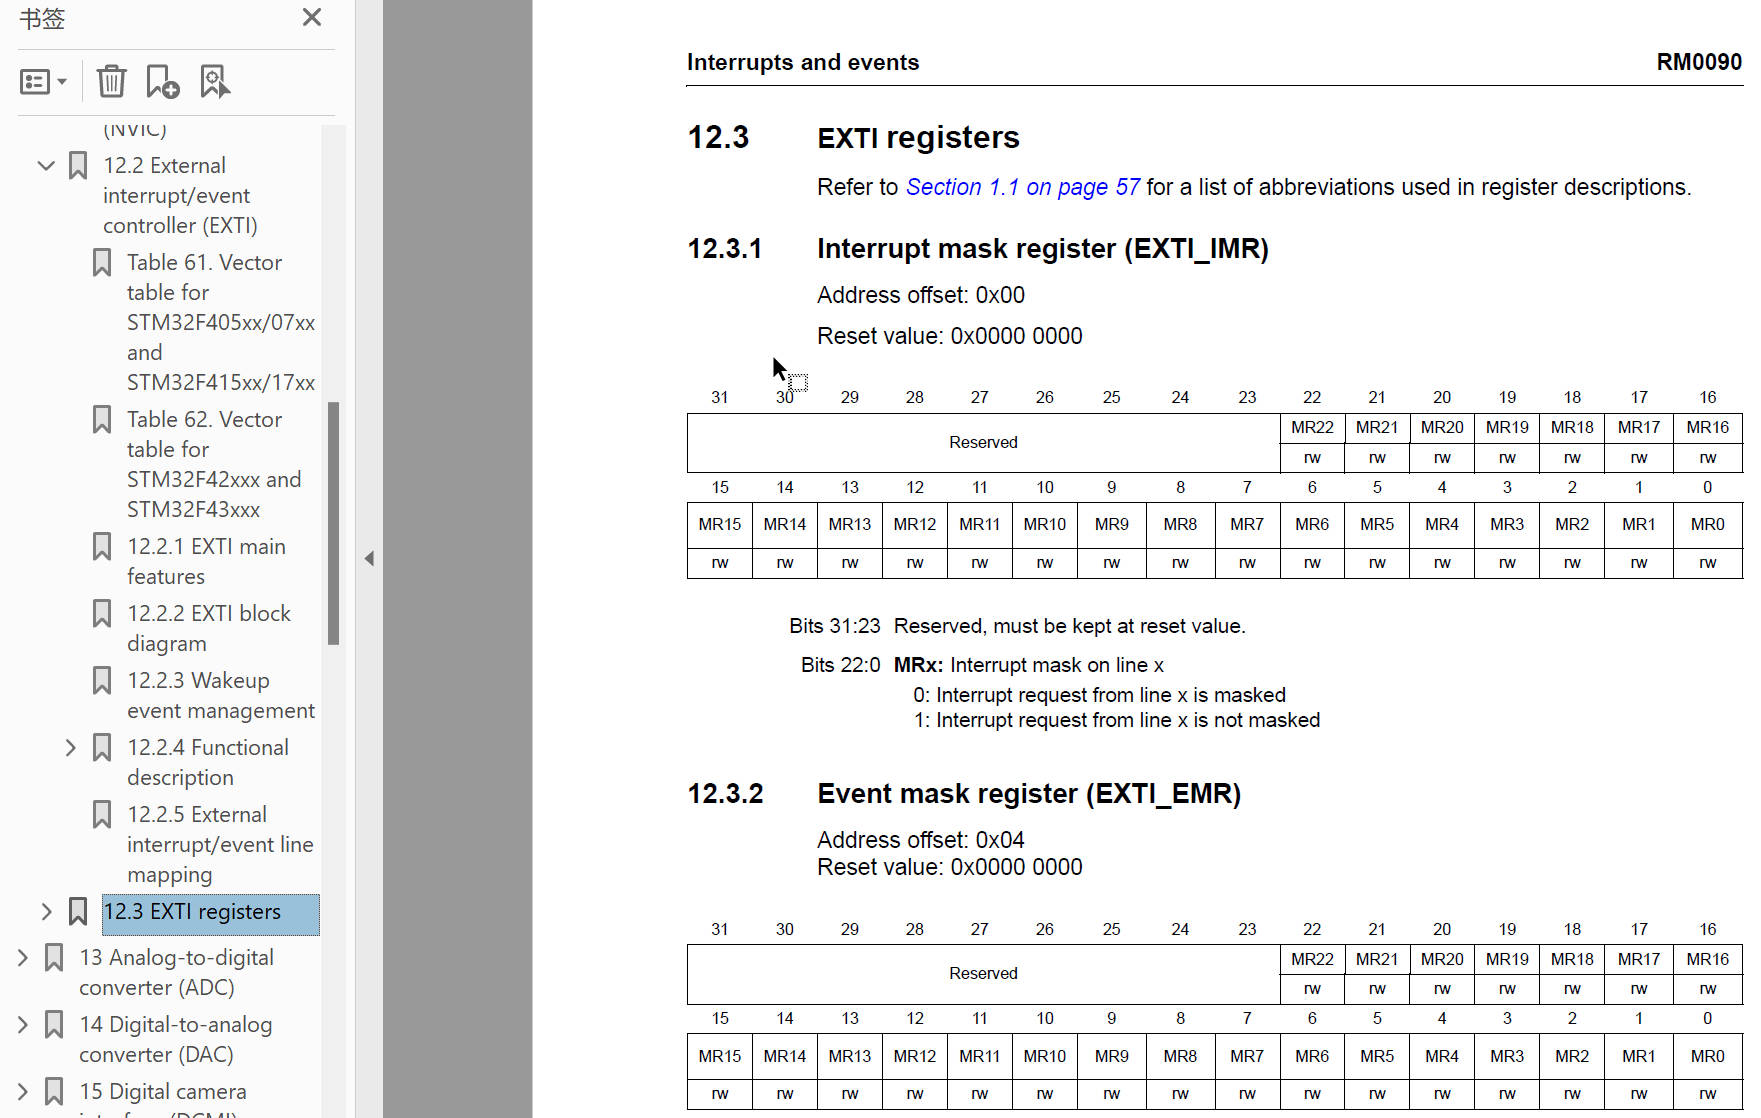 书签
(NVIC)
12.2 External
interrupt/event
controller (EXTI)
Table 61. Vector
table for
STM32F405xx/07xx
and
STM32F415xx/17xx
Table 62. Vector
table for
STM32F42xxx and
STM32F43xxx
12.2.1 EXTI main
features
12.2.2 EXTI block
diagram
12.2.3 Wakeup
event management
12.2.4 Functional
description
12.2.5 External
interrupt/event line
mapping
12.3 EXTI registers
13 Analog-to-digital
converter (ADC)
14 Digital-to-analog
converter (DAC)
15 Digital camera
interface (DCMI)
Interrupts and events RM0090
12.3 EXTI registers
Refer to Section 1.1 on page 57 for a list of abbreviations used in register descriptions.
12.3.1 Interrupt mask register (EXTI_IMR)
Address offset: 0x00
Reset value: 0x0000 0000
31 30 29 28 27 26 25 24 23 22 21 20 19 18 17 16
Reserved MR22 MR21 MR20 MR19 MR18 MR17 MR16
rw rw rw rw rw rw rw
15 14 13 12 11 10 9 8 7 6 5 4 3 2 1 0
MR15 MR14 MR13 MR12 MR11 MR10 MR9 MR8 MR7 MR6 MR5 MR4 MR3 MR2 MR1 MR0
rw rw rw rw rw rw rw rw rw rw rw rw rw rw rw rw
Bits 31:23 Reserved, must be kept at reset value.
Bits 22:0 MRx: Interrupt mask on line x
0: Interrupt request from line x is masked
1: Interrupt request from line x is not masked
12.3.2 Event mask register (EXTI_EMR)
Address offset: 0x04
Reset value: 0x0000 0000
31 30 29 28 27 26 25 24 23 22 21 20 19 18 17 16
Reserved MR22 MR21 MR20 MR19 MR18 MR17 MR16
rw rw rw rw rw rw rw
15 14 13 12 11 10 9 8 7 6 5 4 3 2 1 0
MR15 MR14 MR13 MR12 MR11 MR10 MR9 MR8 MR7 MR6 MR5 MR4 MR3 MR2 MR1 MR0
rw rw rw rw rw rw rw rw rw rw rw rw rw rw rw rw